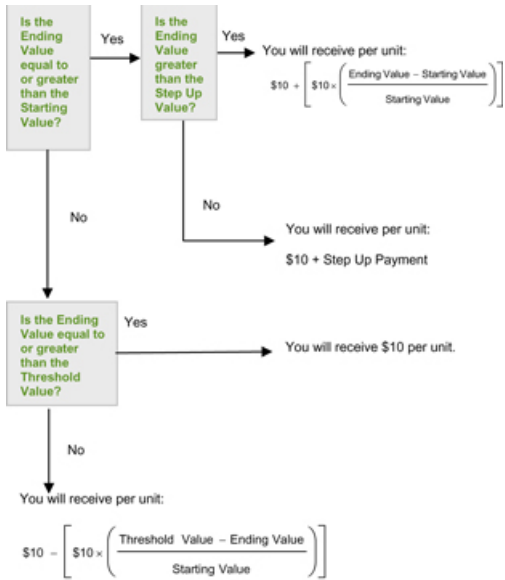 Is the
Ending
Value
equal to
or greater
than the
Starting
Value?
Yes
Is the
Ending
Value
greater
than the
Step Up
Value?
Yes
You will receive per unit:
$10 + [ $10 × ( Ending Value – Starting Value
Starting Value ) ]
No
No
You will receive per unit:
$10 + Step Up Payment
Is the Ending
Value equal to
or greater
than the
Threshold
Value?
Yes
You will receive $10 per unit.
No
You will receive per unit:
$10 – [ $10 × ( Threshold Value – Ending Value
Starting Value ) ]